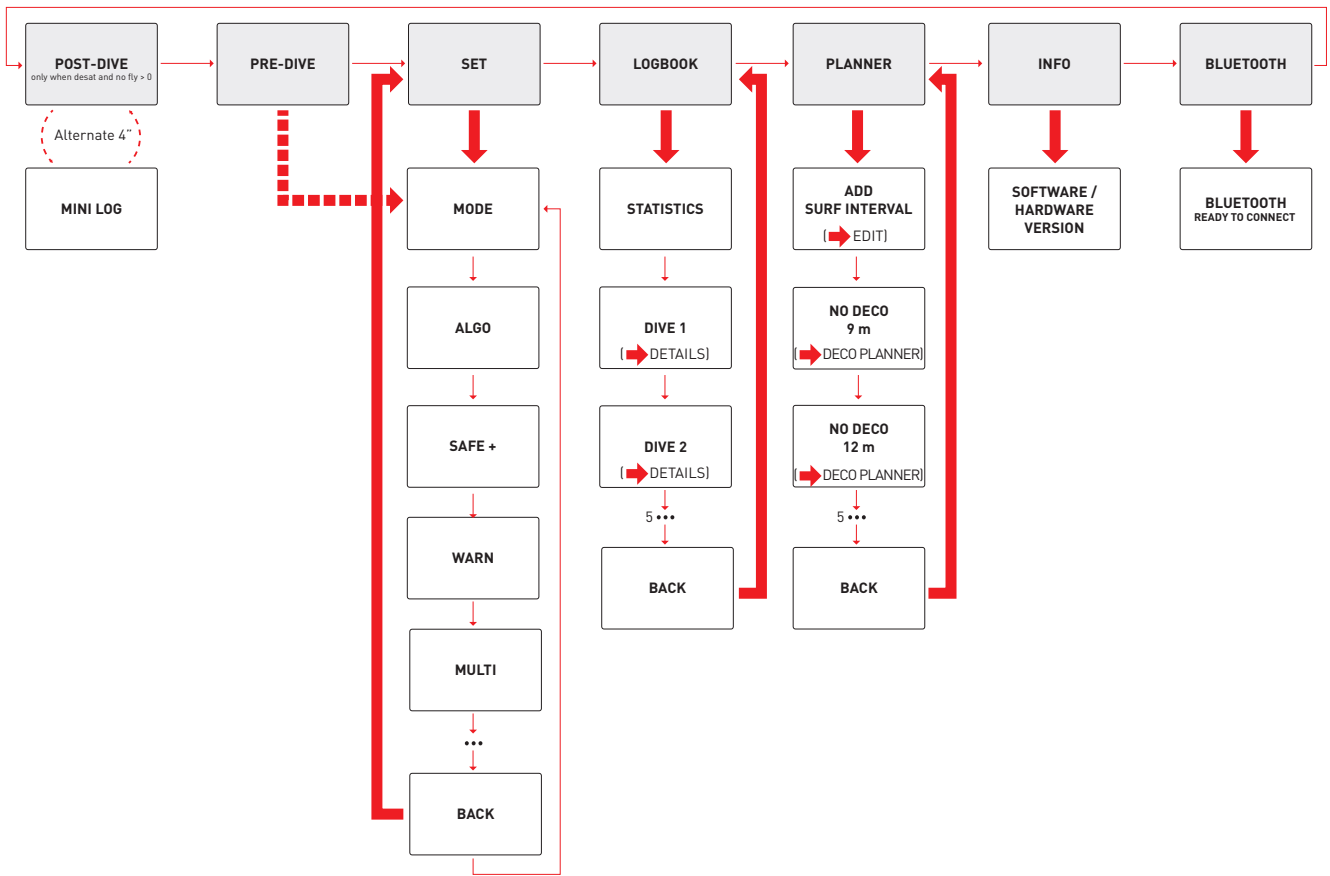 POST-DIVE
only when desat and no fly > 0
PRE-DIVE
SET
LOGBOOK
PLANNER
INFO
BLUETOOTH
Alternate 4”
MINI LOG
MODE
STATISTICS
ADD
SURF INTERVAL
( EDIT)
SOFTWARE /
HARDWARE
VERSION
BLUETOOTH
READY TO CONNECT
ALGO
DIVE 1
( DETAILS)
NO DECO
9 m
( DECO PLANNER)
SAFE +
DIVE 2
( DETAILS)
NO DECO
12 m
( DECO PLANNER)
WARN
5 •••
5 •••
BACK
BACK
MULTI
•••
BACK